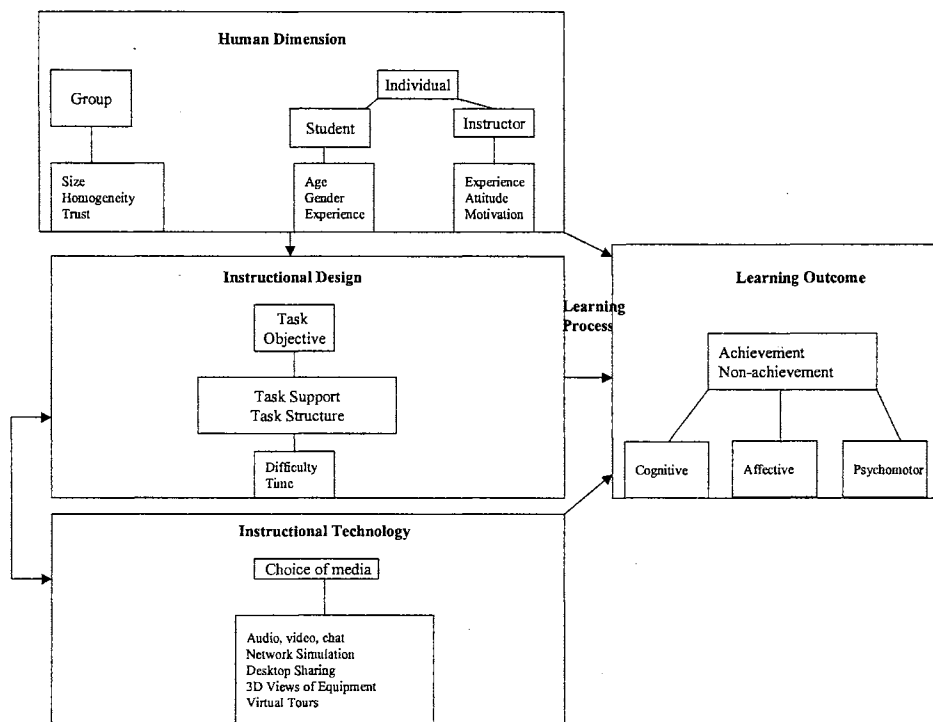 Human Dimension
Group
Size
Homogeneity
Trust
Individual
Student
Age
Gender
Experience
Instructor
Experience
Attitude
Motivation
Instructional Design
Task
Objective
Task Support
Task Structure
Difficulty
Time
Learning
Process
Learning Outcome
Achievement
Non-achievement
Cognitive
Affective
Psychomotor
Instructional Technology
Choice of media
Audio, video, chat
Network Simulation
Desktop Sharing
3D Views of Equipment
Virtual Tours